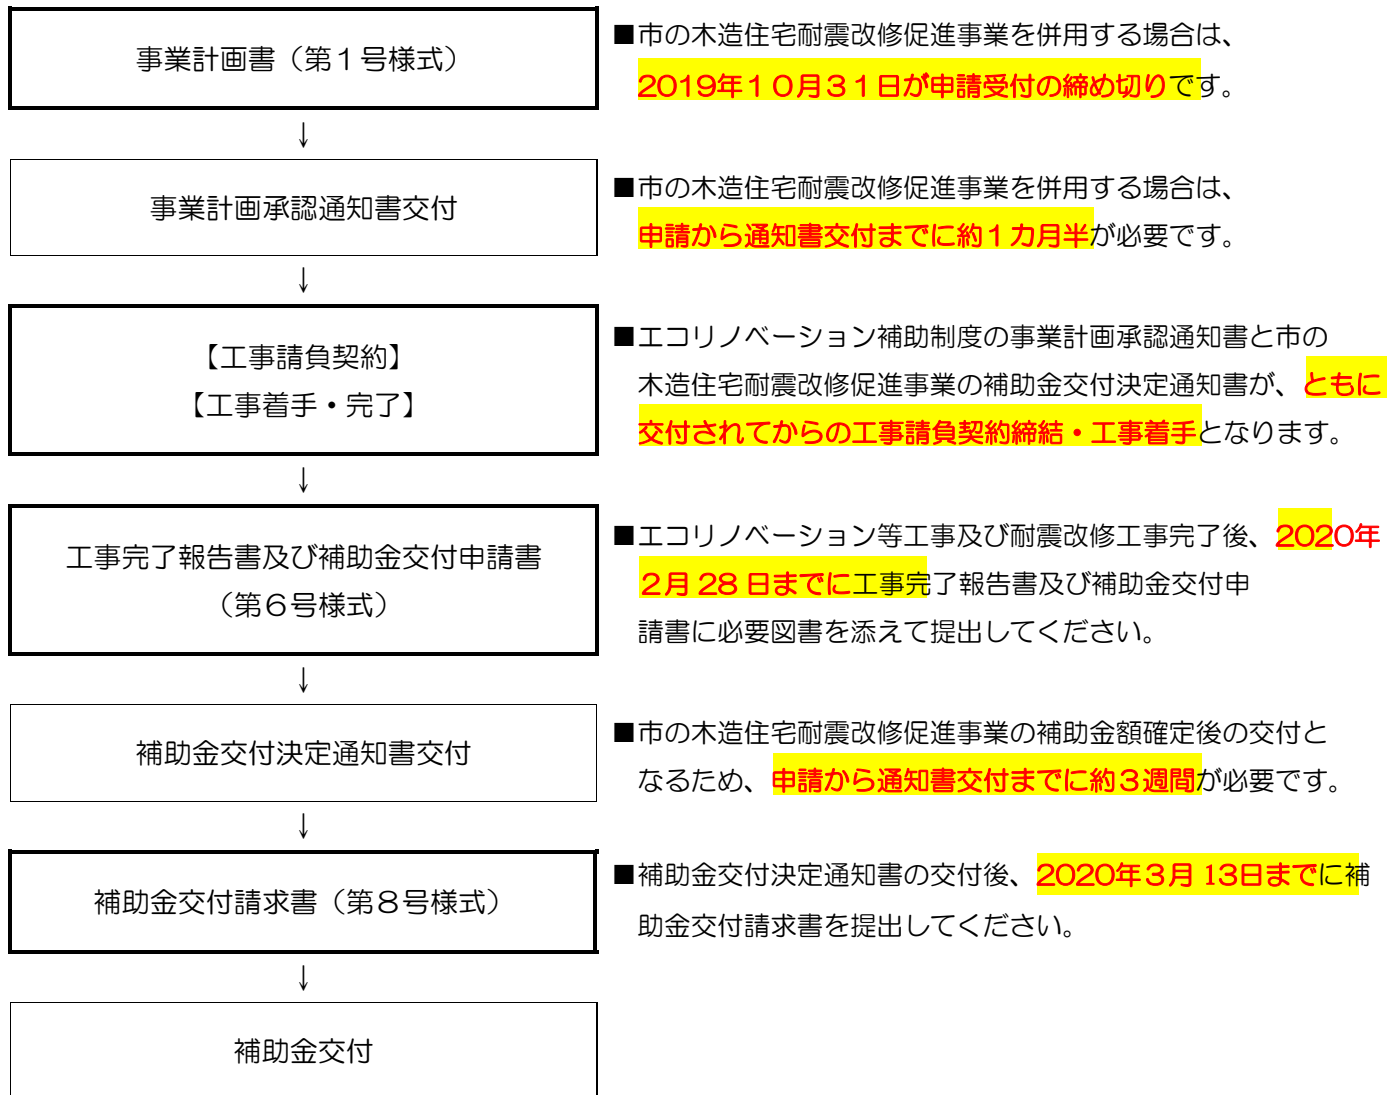 事業計画書（第１号様式）
■市の木造住宅耐震改修促進事業を併用する場合は、
2019年１０月３１日が申請受付の締め切りです。
↓
事業計画承認通知書交付
■市の木造住宅耐震改修促進事業を併用する場合は、
申請から通知書交付までに約１カ月半が必要です。
↓
【工事請負契約】
【工事着手・完了】
■エコリノベーション補助制度の事業計画承認通知書と市の
木造住宅耐震改修促進事業の補助金交付決定通知書が、ともに
交付されてからの工事請負契約締結・工事着手となります。
↓
工事完了報告書及び補助金交付申請書
（第６号様式）
■エコリノベーション等工事及び耐震改修工事完了後、2020年
２月 28 日までに工事完了報告書及び補助金交付申
請書に必要図書を添えて提出してください。
↓
補助金交付決定通知書交付
■市の木造住宅耐震改修促進事業の補助金額確定後の交付と
なるため、申請から通知書交付までに約３週間が必要です。
↓
補助金交付請求書（第８号様式）
■補助金交付決定通知書の交付後、2020年３月 13日までに補
助金交付請求書を提出してください。
↓
補助金交付